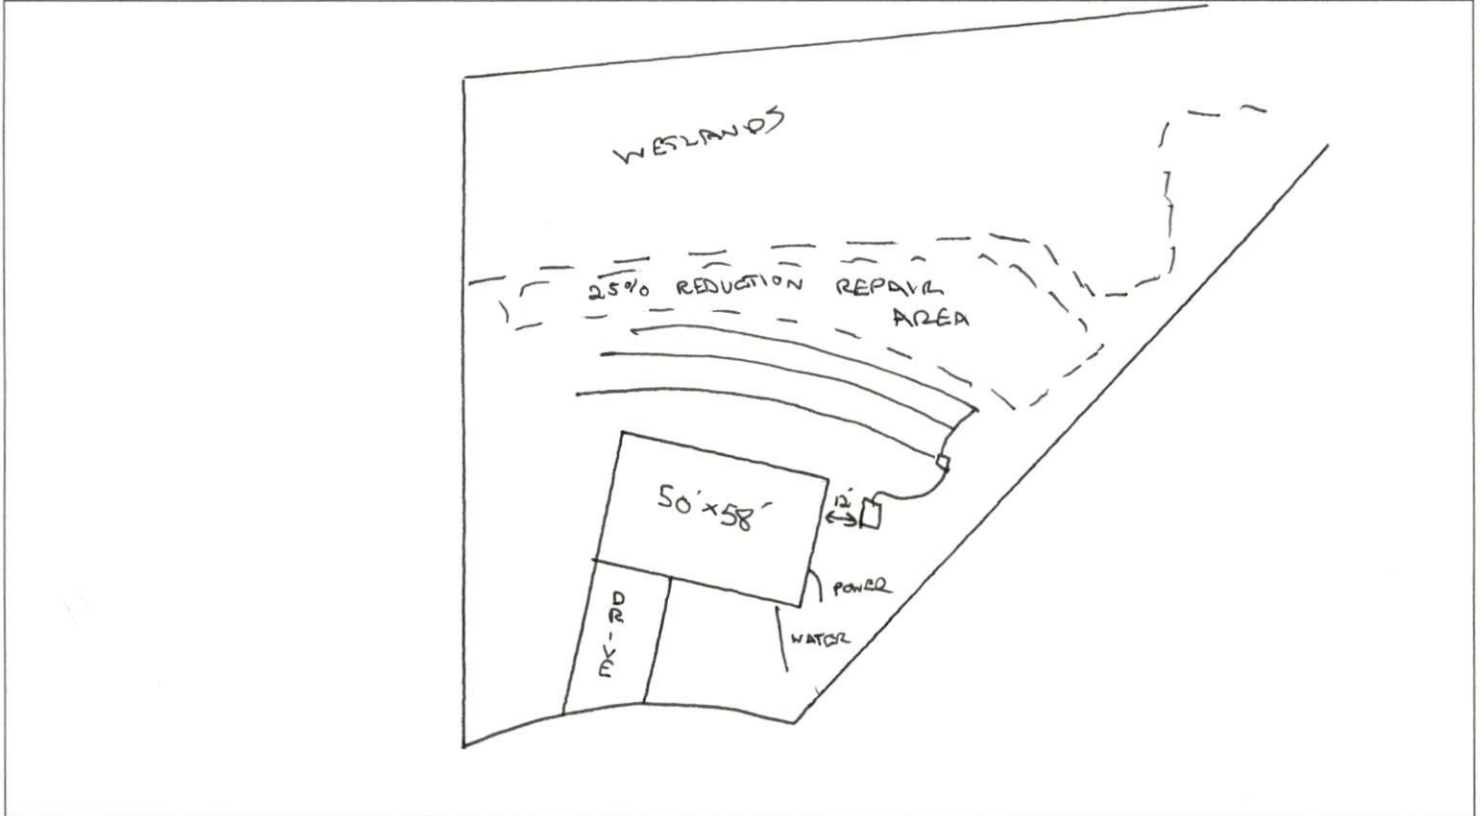 WETLANDS
25% REDUCTION REPAIR
AREA
50'x58'
12'
POWER
DRIVE
WATER